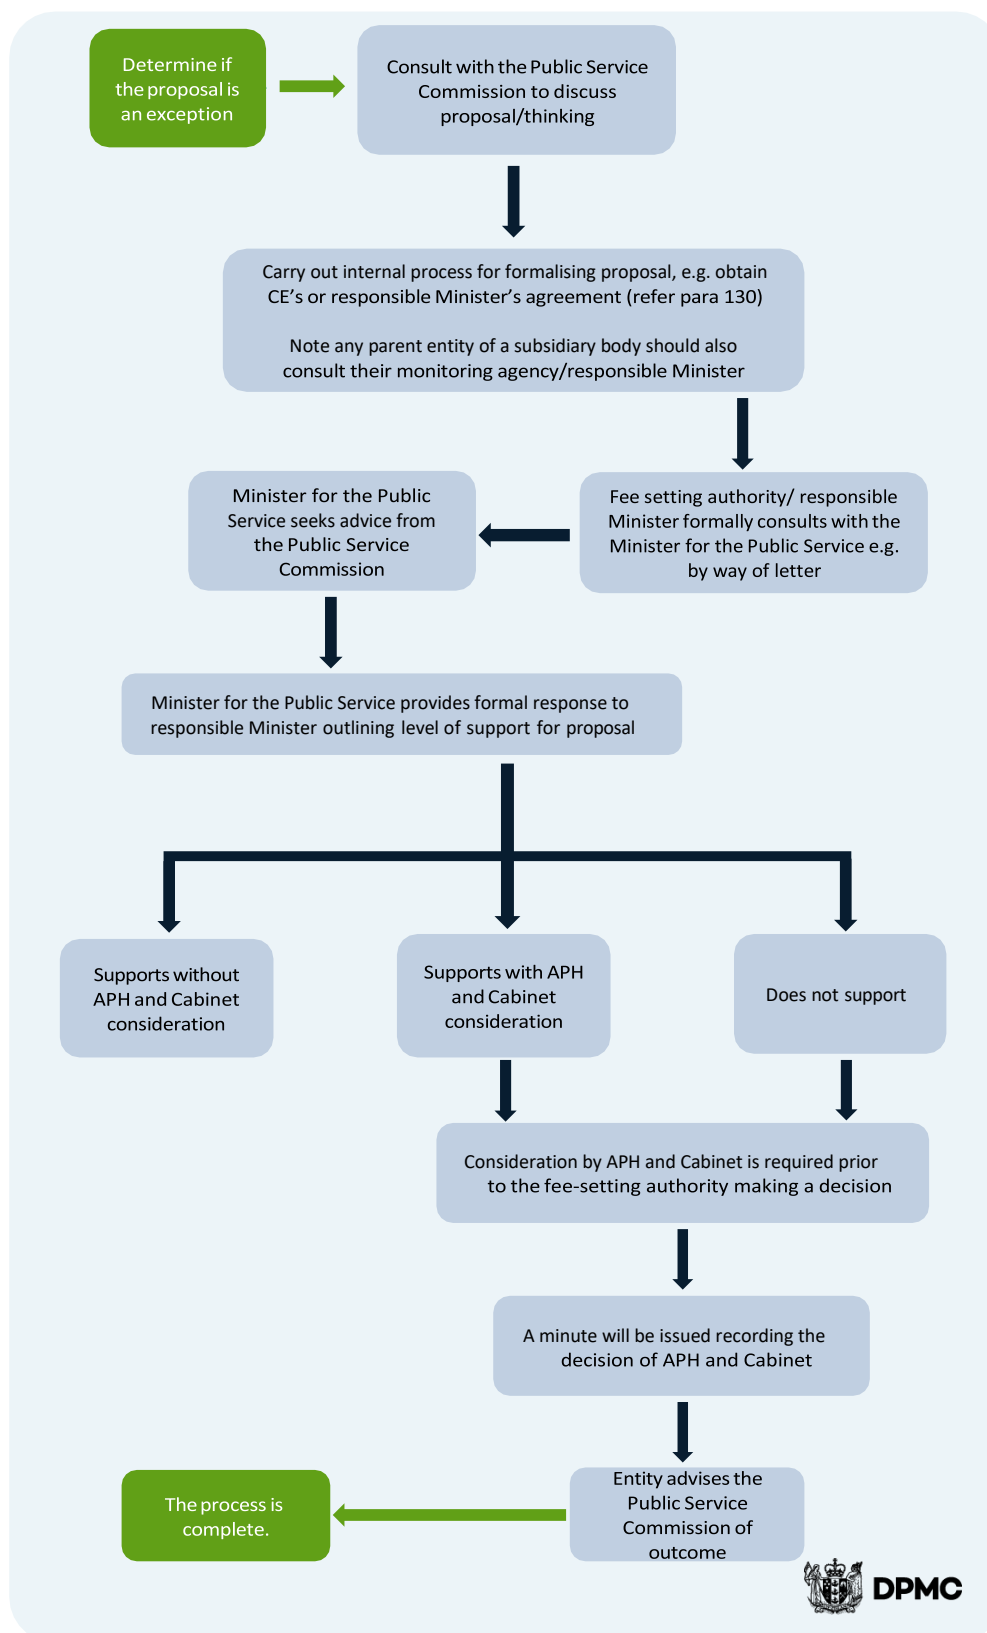 Determine if
the proposal is
an exception
Consult with the Public Service
Commission to discuss
proposal/thinking
Carry out internal process for formalising proposal, e.g. obtain
CE's or responsible Minister's agreement (refer para 130)
Note any parent entity of a subsidiary body should also
consult their monitoring agency/responsible Minister
Fee setting authority/ responsible
Minister formally consults with the
Minister for the Public Service e.g.
by way of letter
Minister for the Public
Service seeks advice from
the Public Service
Commission
Minister for the Public Service provides formal response to
responsible Minister outlining level of support for proposal
Supports without
APH and Cabinet
consideration
Supports with APH
and Cabinet
consideration
Does not support
Consideration by APH and Cabinet is required prior
to the fee-setting authority making a decision
A minute will be issued recording the
decision of APH and Cabinet
Entity advises the
Public Service
Commission of
outcome
The process is
complete.
DPMC